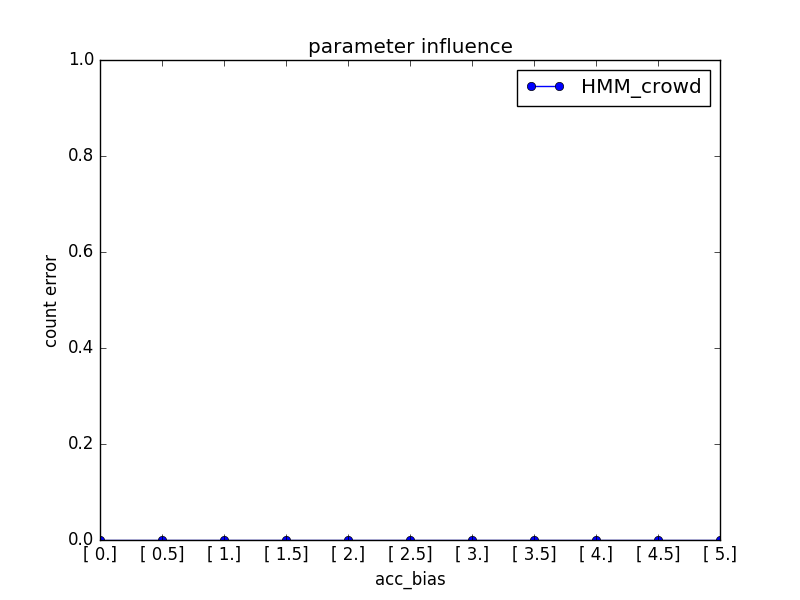 parameter influence
HMM_crowd
1.0
0.8
0.6
0.4
0.2
0.0
count error
[ 0.] [ 0.5] [ 1.] [ 1.5] [ 2.] [ 2.5] [ 3.] [ 3.5] [ 4.] [ 4.5] [ 5.]
acc_bias